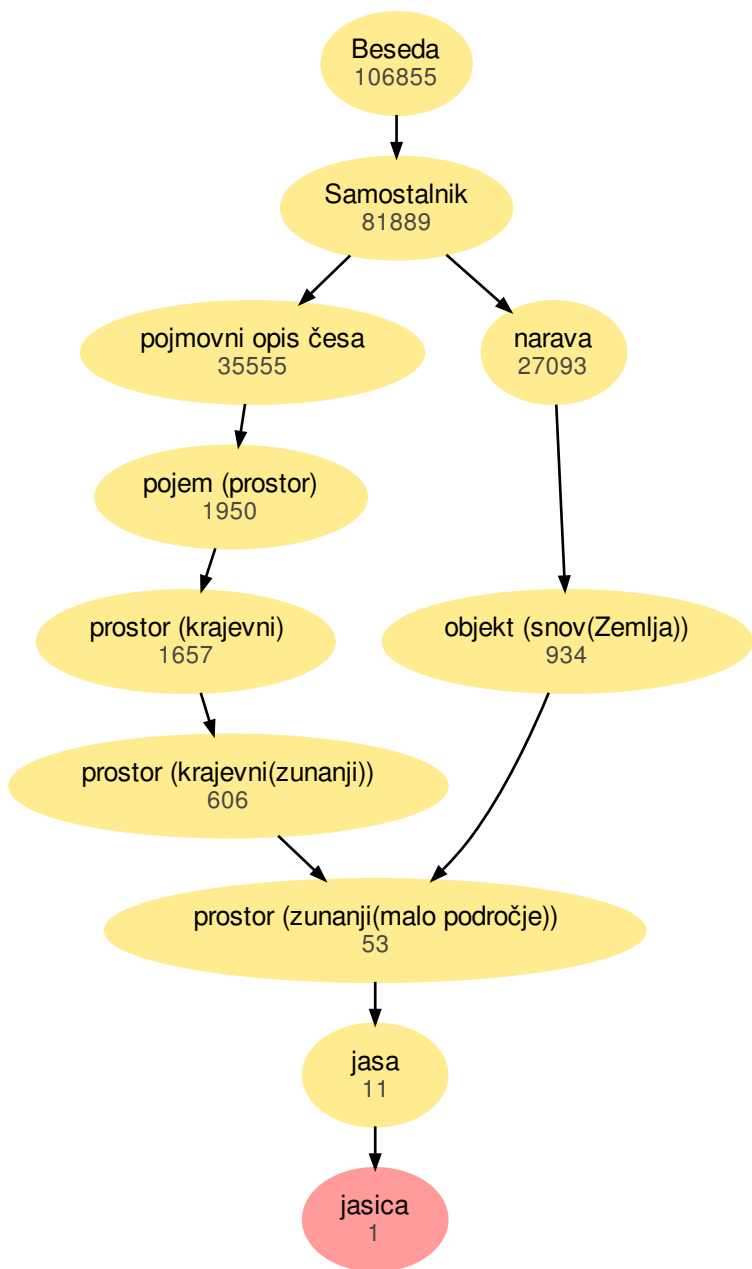 Beseda
106855
Samostalnik
81889
pojmovni opis česa
35555
narava
27093
pojem (prostor)
1950
prostor (krajevni)
1657
objekt (snov(Zemlja))
934
prostor (krajevni(zunanji))
606
prostor (zunanji(malo področje))
53
jasa
11
jasica
1